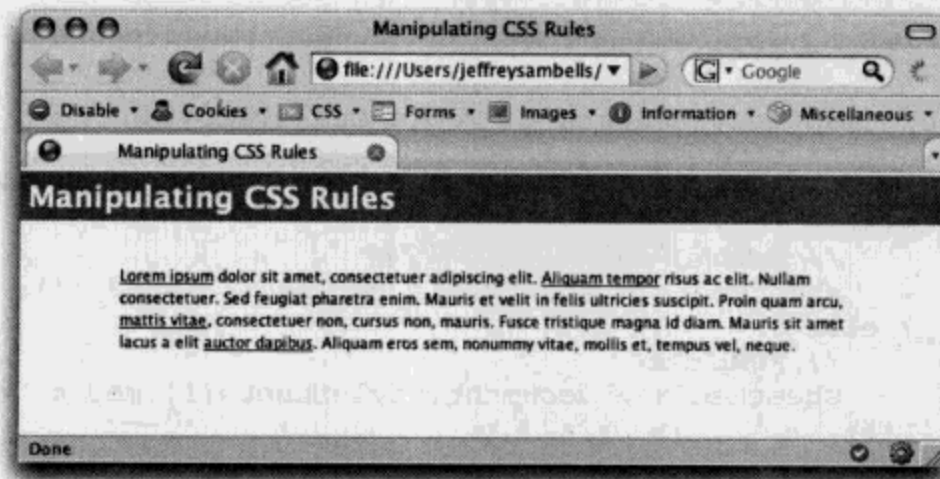 Manipulating CSS Rules
file:///Users/jeffreysambells/
G Google
Disable Cookies CSS Forms Images Information Miscellaneous
Manipulating CSS Rules
Manipulating CSS Rules
Lorem ipsum dolor sit amet, consectetuer adipiscing elit. Aliquam tempor risus ac elit. Nullam
consectetuer. Sed feugiat pharetra enim. Mauris et velit in felis ultricies suscipit. Proin quam arcu,
mattis vitae, consectetuer non, cursus non, mauris. Fusce tristique magna id diam. Mauris sit amet
lacus a elit auctor dapibus. Aliquam eros sem, nonummy vitae, mollis et, tempus vel, neque.
Done